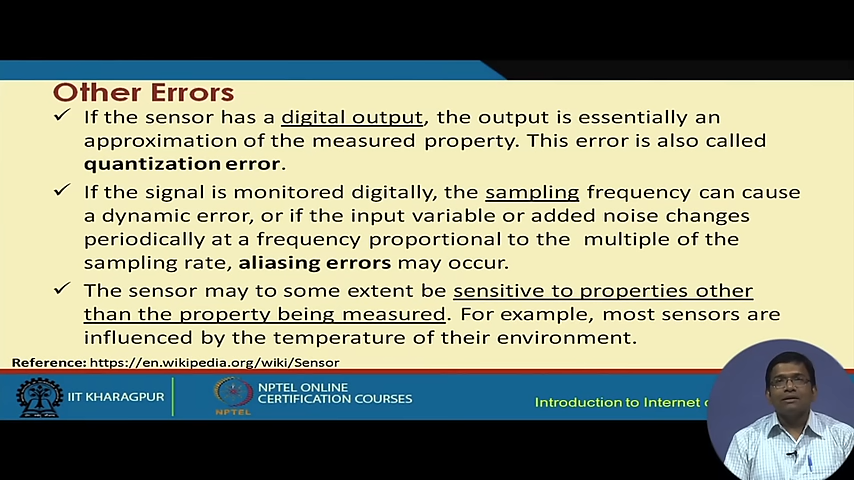 Other Errors
✓ If the sensor has a digital output, the output is essentially an
approximation of the measured property. This error is also called
quantization error.
✓ If the signal is monitored digitally, the sampling frequency can cause
a dynamic error, or if the input variable or added noise changes
periodically at a frequency proportional to the multiple of the
sampling rate, aliasing errors may occur.
✓ The sensor may to some extent be sensitive to properties other
than the property being measured. For example, most sensors are
influenced by the temperature of their environment.
Reference: https://en.wikipedia.org/wiki/Sensor
IIT KHARAGPUR
NPTEL
NPTEL ONLINE
CERTIFICATION COURSES
Introduction to Internet